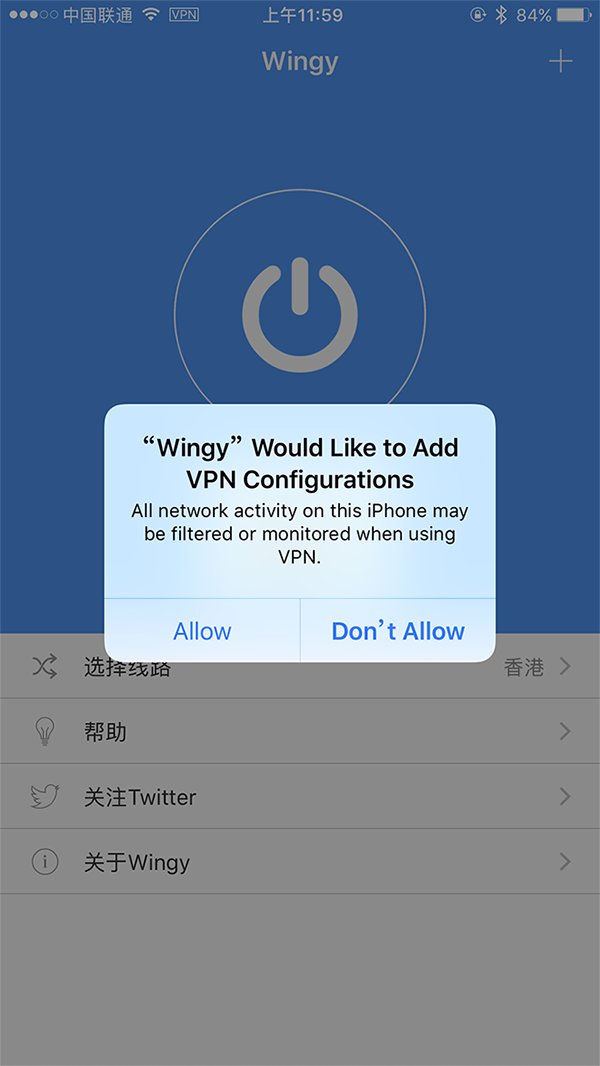 中国联通 VPN 上午11:59 84%
Wingy
“Wingy” Would Like to Add
VPN Configurations
All network activity on this iPhone may
be filtered or monitored when using
VPN.
Allow Don’t Allow
选择线路 香港
帮助
关注Twitter
关于Wingy